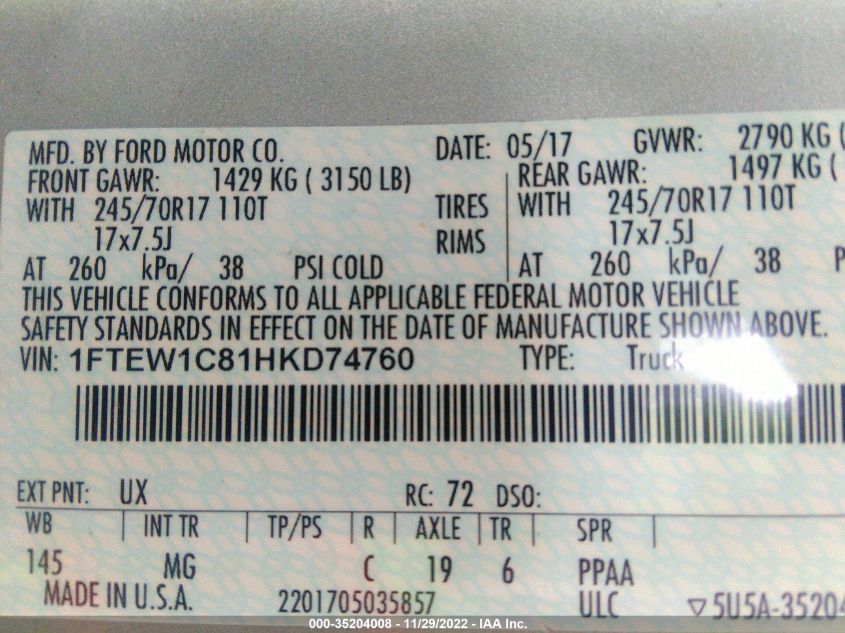 MFD. BY FORD MOTOR CO. DATE: 05/17 GVWR: 2790 KG (
FRONT GAWR: 1429 KG ( 3150 LB) REAR GAWR: 1497 KG (
WITH 245/70R17 110T TIRES WITH 245/70R17 110T
17x7.5J RIMS 17x7.5J
AT 260 kPa/ 38 PSI COLD AT 260 kPa/ 38 P
THIS VEHICLE CONFORMS TO ALL APPLICABLE FEDERAL MOTOR VEHICLE
SAFETY STANDARDS IN EFFECT ON THE DATE OF MANUFACTURE SHOWN ABOVE.
VIN: 1FTEW1C81HKD74760 TYPE: Truck
EXT PNT: UX RC: 72 DSO:
WB INT TR TP/PS R AXLE TR SPR
145 MG C 19 6 PPAA
MADE IN U.S.A. 2201705035857 ULC ▽5U5A-35204
000-35204008 - 11/29/2022 - IAA Inc.